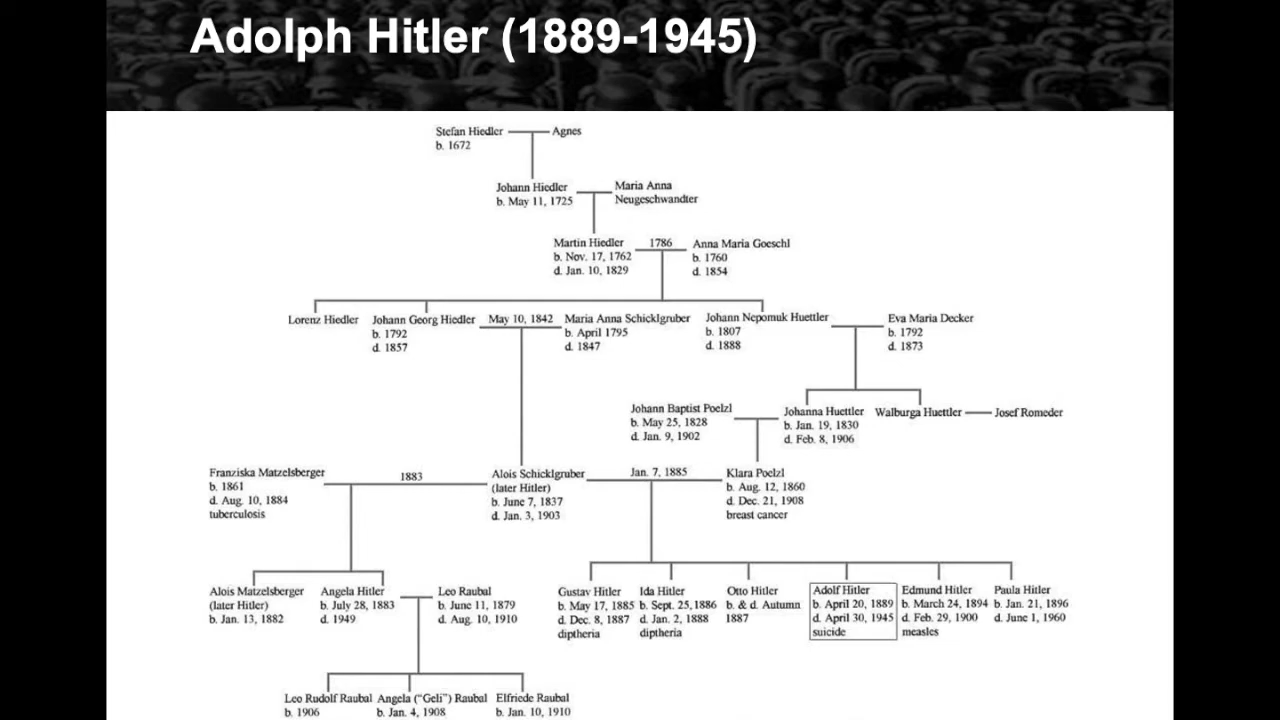 Adolph Hitler (1889-1945)
Stefan Hiedler
b. 1672
Agnes
Johann Hiedler
b. May 11, 1725
Maria Anna
Neugeschwandter
Martin Hiedler
b. Nov. 17, 1762
d. Jan. 10, 1829
1786
Anna Maria Goeschl
b. 1760
d. 1854
Lorenz Hiedler
Johann Georg Hiedler
b. 1792
d. 1857
May 10, 1842
Maria Anna Schicklgruber
b. April 1795
d. 1847
Johann Nepomuk Huettler
b. 1807
d. 1888
Eva Maria Decker
b. 1792
d. 1873
Johann Baptist Poelzl
b. May 25, 1828
d. Jan. 9, 1902
Johanna Huettler
b. Jan. 19, 1830
d. Feb. 8, 1906
Walburga Huettler
Josef Romeder
Franziska Matzelsberger
b. 1861
d. Aug. 10, 1884
tuberculosis
1883
Alois Schicklgruber
(later Hitler)
b. June 7, 1837
d. Jan. 3, 1903
Jan. 7, 1885
Klara Poelzl
b. Aug. 12, 1860
d. Dec. 21, 1908
breast cancer
Alois Matzelsberger
(later Hitler)
b. Jan. 13, 1882
Angela Hitler
b. July 28, 1883
d. 1949
Leo Raubal
b. June 11, 1879
d. Aug. 10, 1910
Gustav Hitler
b. May 17, 1885
d. Dec. 8, 1887
diptheria
Ida Hitler
b. Sept. 25, 1886
d. Jan. 2, 1888
diptheria
Otto Hitler
b. & d. Autumn
1887
Adolf Hitler
b. April 20, 1889
d. April 30, 1945
suicide
Edmund Hitler
b. March 24, 1894
d. Feb. 29, 1900
measles
Paula Hitler
b. Jan. 21, 1896
d. June 1, 1960
Leo Rudolf Raubal
b. 1906
Angela ("Geli") Raubal
b. Jan. 4, 1908
Elfriede Raubal
b. Jan. 10, 1910